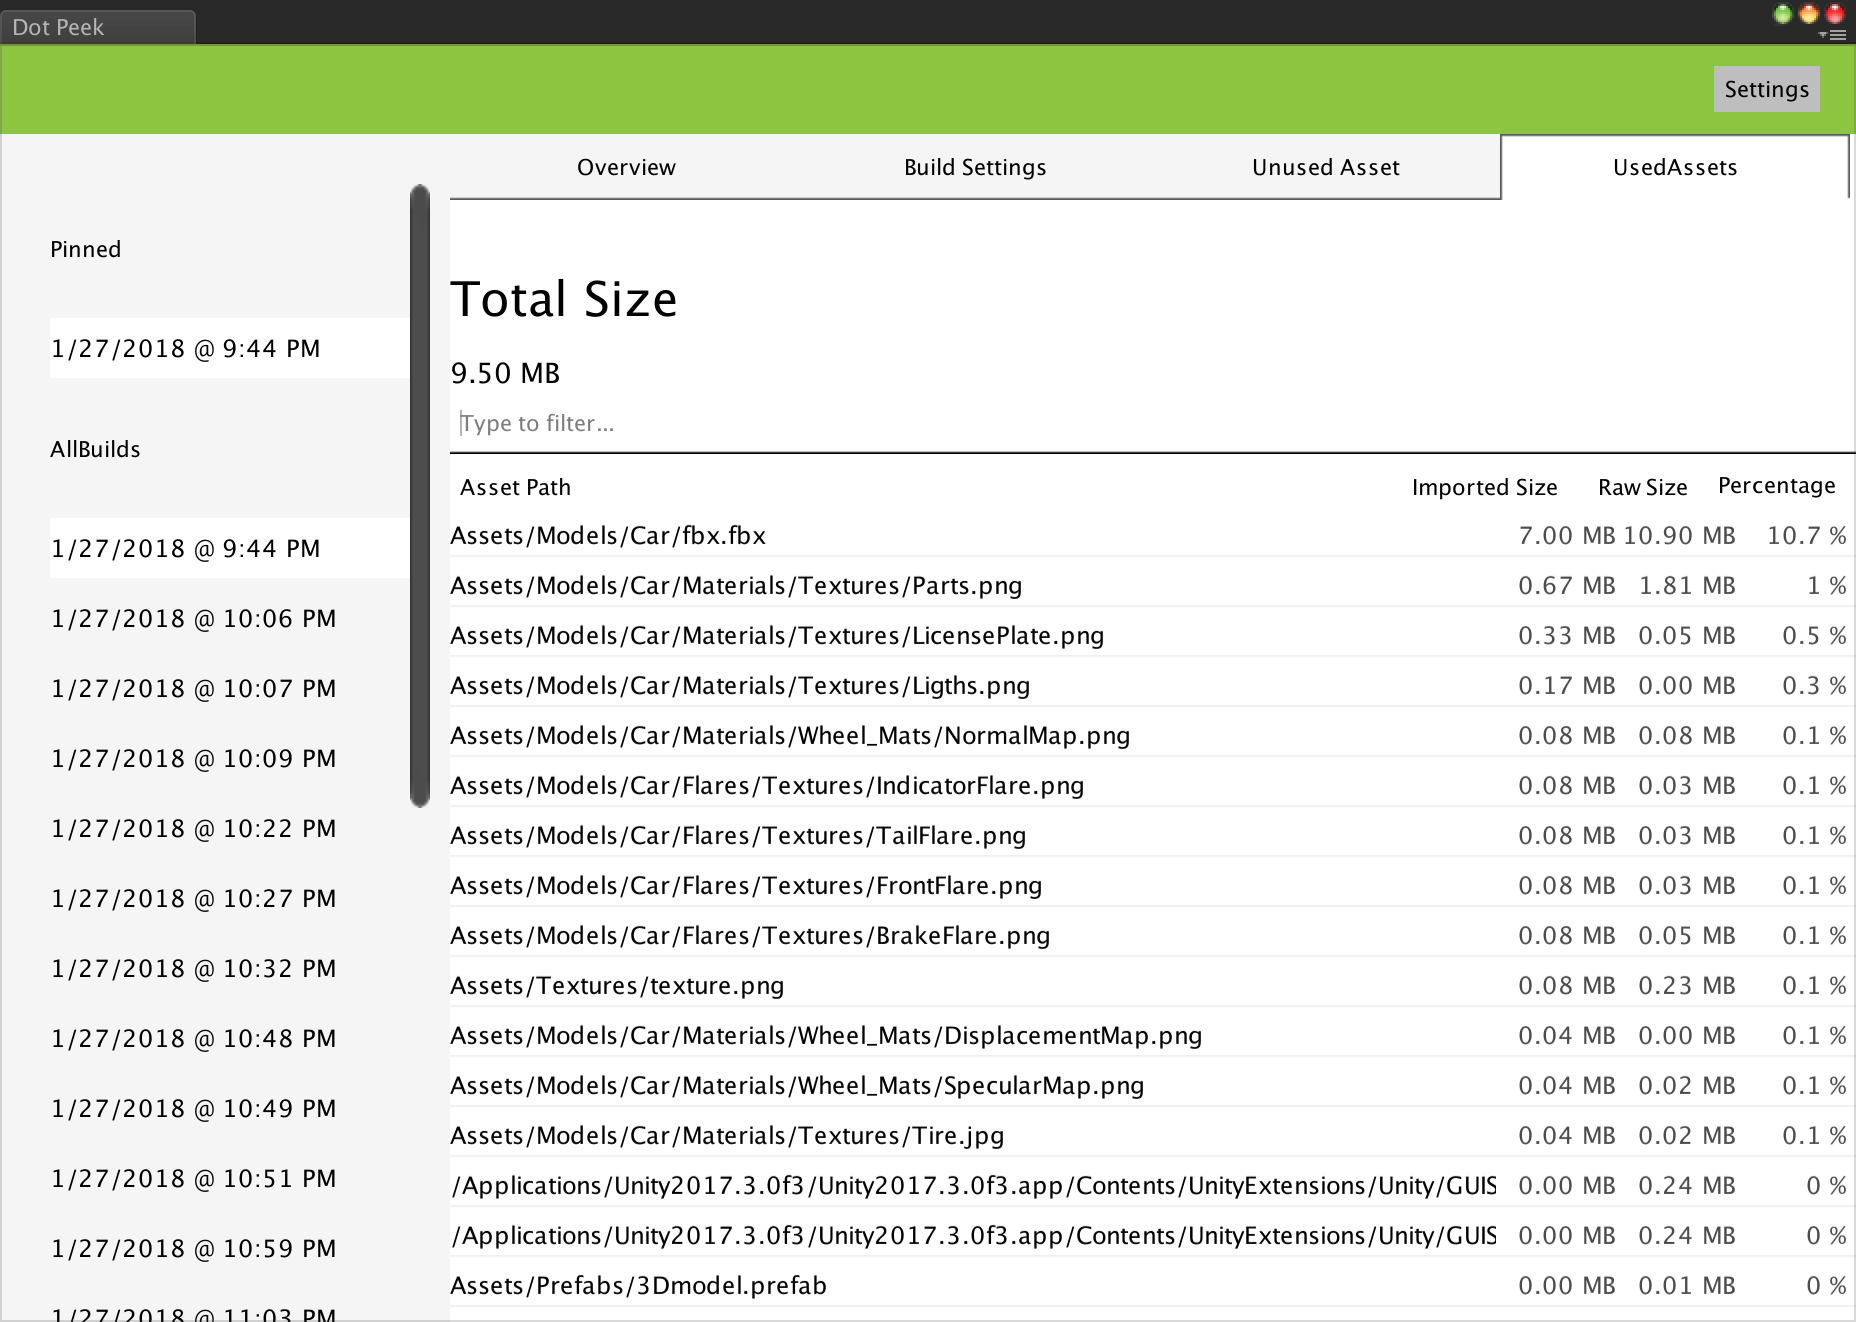 Dot Peek
Settings
Overview
Build Settings
Unused Asset
UsedAssets
Pinned
1/27/2018 @ 9:44 PM
AllBuilds
1/27/2018 @ 9:44 PM
1/27/2018 @ 10:06 PM
1/27/2018 @ 10:07 PM
1/27/2018 @ 10:09 PM
1/27/2018 @ 10:22 PM
1/27/2018 @ 10:27 PM
1/27/2018 @ 10:32 PM
1/27/2018 @ 10:48 PM
1/27/2018 @ 10:49 PM
1/27/2018 @ 10:51 PM
1/27/2018 @ 10:59 PM
1/27/2018 @ 11:03 PM
Total Size
9.50 MB
Type to filter...
Asset Path Imported Size Raw Size Percentage
Assets/Models/Car/fbx.fbx 7.00 MB 10.90 MB 10.7 %
Assets/Models/Car/Materials/Textures/Parts.png 0.67 MB 1.81 MB 1 %
Assets/Models/Car/Materials/Textures/LicensePlate.png 0.33 MB 0.05 MB 0.5 %
Assets/Models/Car/Materials/Textures/Ligths.png 0.17 MB 0.00 MB 0.3 %
Assets/Models/Car/Materials/Wheel_Mats/NormalMap.png 0.08 MB 0.08 MB 0.1 %
Assets/Models/Car/Flares/Textures/IndicatorFlare.png 0.08 MB 0.03 MB 0.1 %
Assets/Models/Car/Flares/Textures/TailFlare.png 0.08 MB 0.03 MB 0.1 %
Assets/Models/Car/Flares/Textures/FrontFlare.png 0.08 MB 0.03 MB 0.1 %
Assets/Models/Car/Flares/Textures/BrakeFlare.png 0.08 MB 0.05 MB 0.1 %
Assets/Textures/texture.png 0.08 MB 0.23 MB 0.1 %
Assets/Models/Car/Materials/Wheel_Mats/DisplacementMap.png 0.04 MB 0.00 MB 0.1 %
Assets/Models/Car/Materials/Wheel_Mats/SpecularMap.png 0.04 MB 0.02 MB 0.1 %
Assets/Models/Car/Materials/Textures/Tire.jpg 0.04 MB 0.02 MB 0.1 %
/Applications/Unity2017.3.0f3/Unity2017.3.0f3.app/Contents/UnityExtensions/Unity/GUIS 0.00 MB 0.24 MB 0 %
/Applications/Unity2017.3.0f3/Unity2017.3.0f3.app/Contents/UnityExtensions/Unity/GUIS 0.00 MB 0.24 MB 0 %
Assets/Prefabs/3Dmodel.prefab 0.00 MB 0.01 MB 0 %